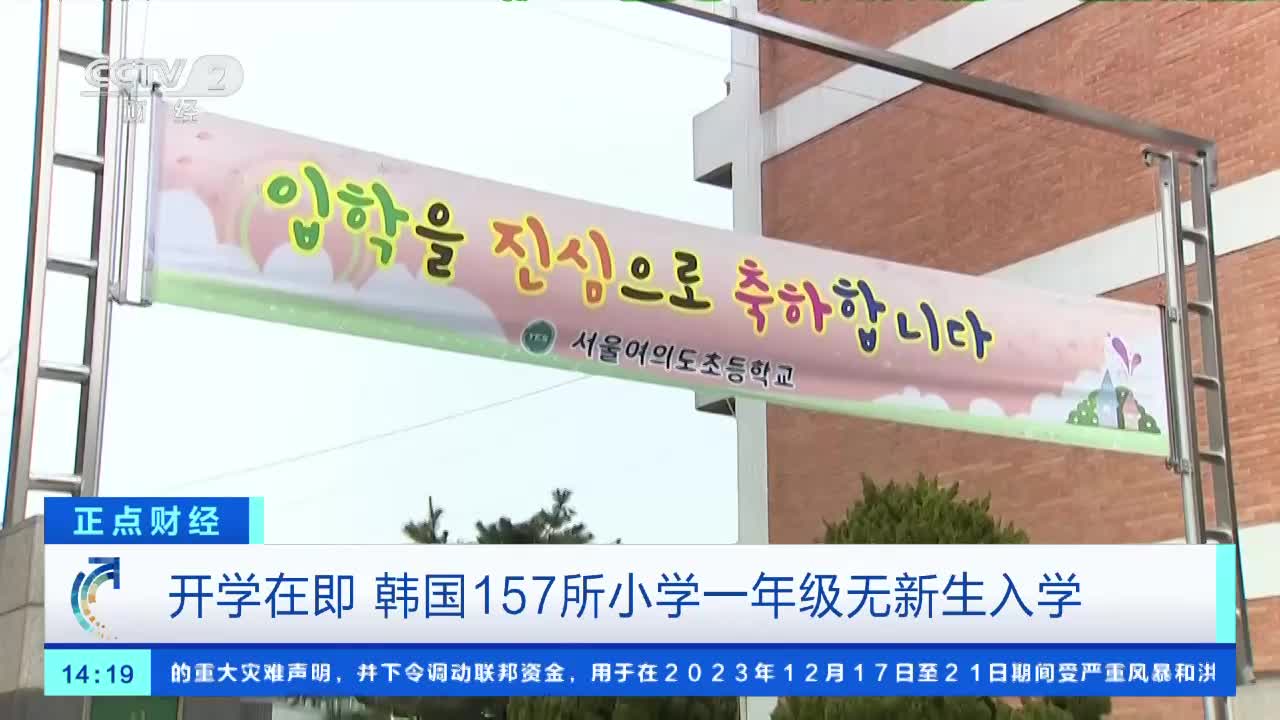 CCTV 2
财经
입학을 진심으로 축하합니다
YES 서울여의도초등학교
正点财经
开学在即 韩国157所小学一年级无新生入学
14:19 的重大灾难声明，并下令调动联邦资金，用于在2023年12月17日至21日期间受严重风暴和洪